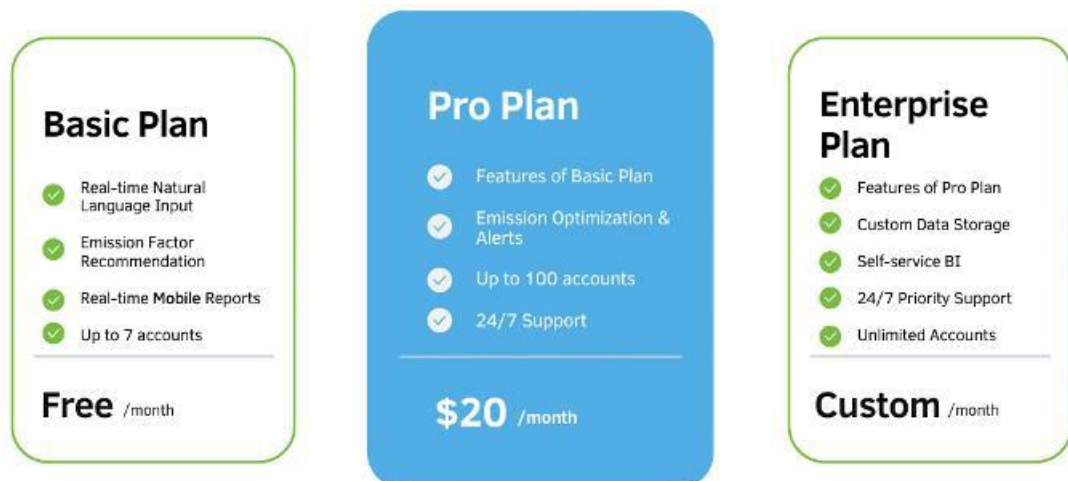 Basic Plan
Real-time Natural
Language Input
Emission Factor
Recommendation
Real-time Mobile Reports
Up to 7 accounts
Free /month
Pro Plan
Features of Basic Plan
Emission Optimization &
Alerts
Up to 100 accounts
24/7 Support
$20 /month
Enterprise
Plan
Features of Pro Plan
Custom Data Storage
Self-service BI
24/7 Priority Support
Unlimited Accounts
Custom /month